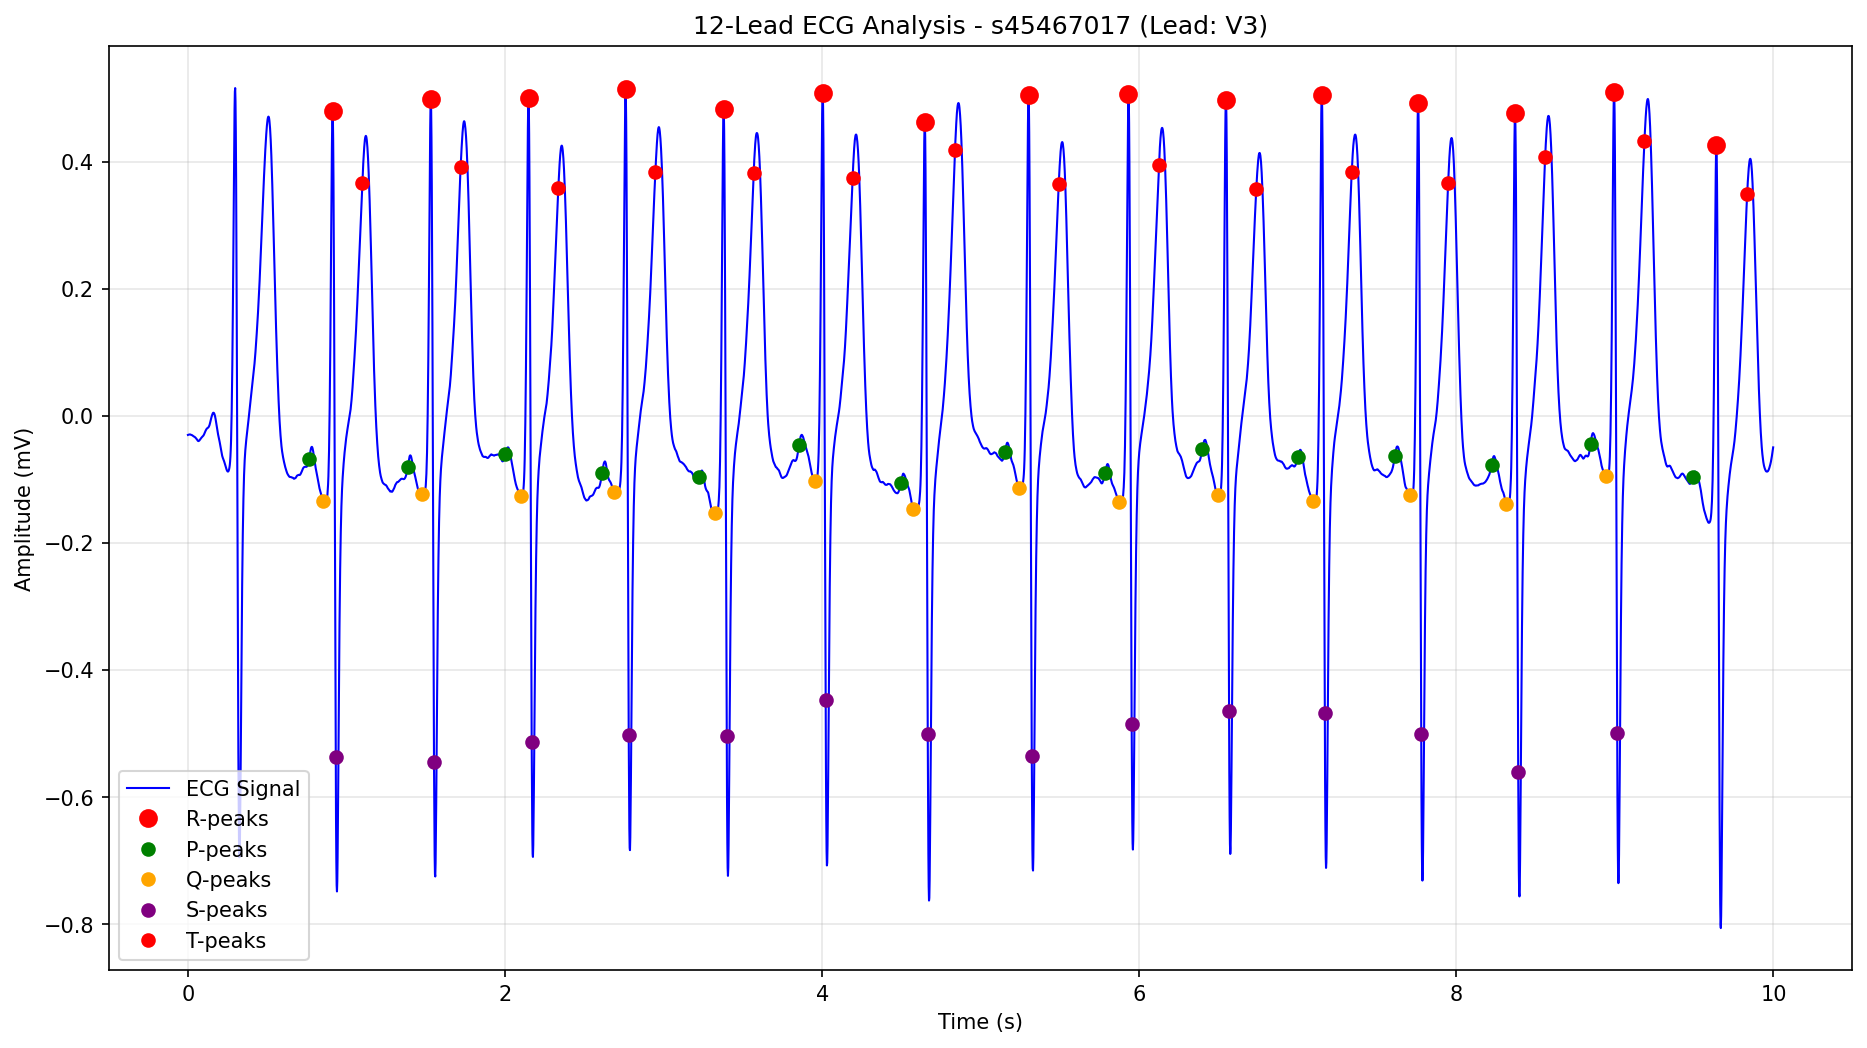 12-Lead ECG Analysis - s45467017 (Lead: V3)
Amplitude (mV)
0.4
0.2
0.0
−0.2
−0.4
−0.6
−0.8
ECG Signal
R-peaks
P-peaks
Q-peaks
S-peaks
T-peaks
0 2 4 6 8 10
Time (s)